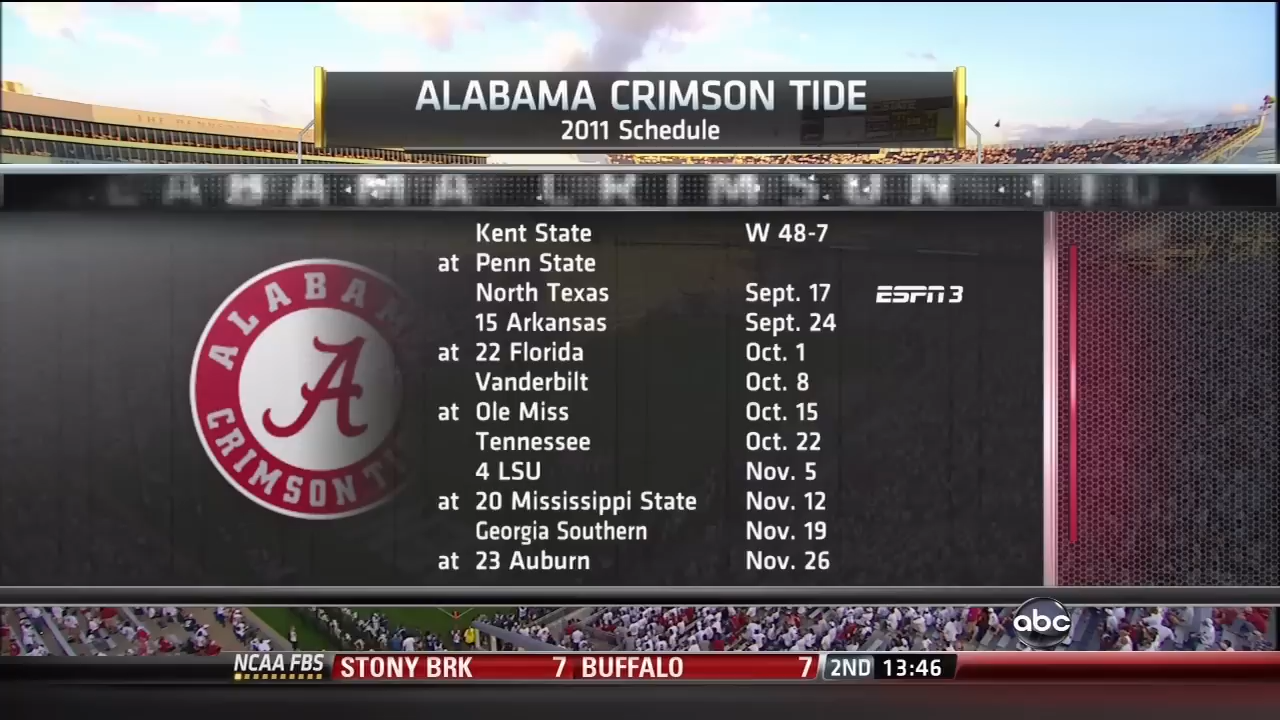 ALABAMA CRIMSON TIDE
2011 Schedule
Kent State W 48-7
at Penn State
North Texas Sept. 17 ESPN3
15 Arkansas Sept. 24
at 22 Florida Oct. 1
Vanderbilt Oct. 8
at Ole Miss Oct. 15
Tennessee Oct. 22
4 LSU Nov. 5
at 20 Mississippi State Nov. 12
Georgia Southern Nov. 19
at 23 Auburn Nov. 26
ALABAMA
A
CRIMSON T
abc
NCAA FBS STONY BRK 7 BUFFALO 7 2ND 13:46